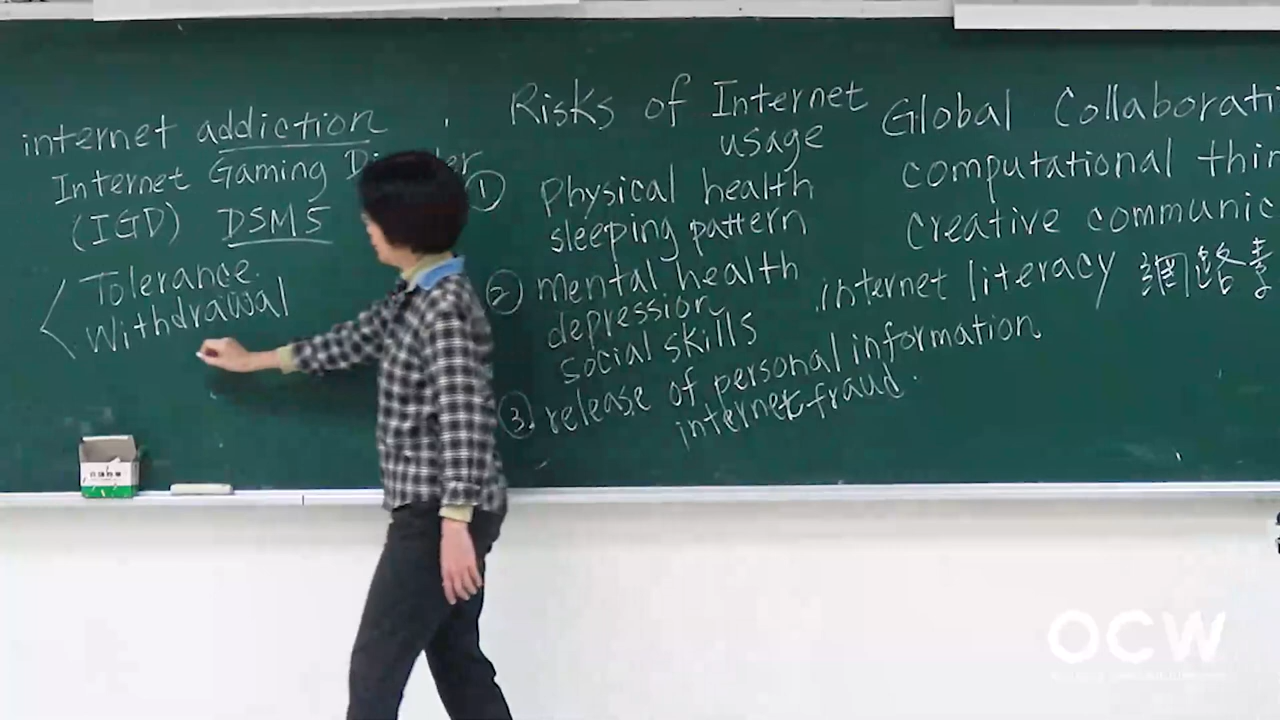 internet addiction
Internet Gaming Disorder
(IGD) DSM5
Tolerance.
Withdrawal
Risks of Internet
usage
① Physical health
sleeping pattern
② mental health
depression
social skills
③ release of personal information
internet fraud.
Global Collaborati
computational thin
creative communic
internet literacy 網路素
OCW